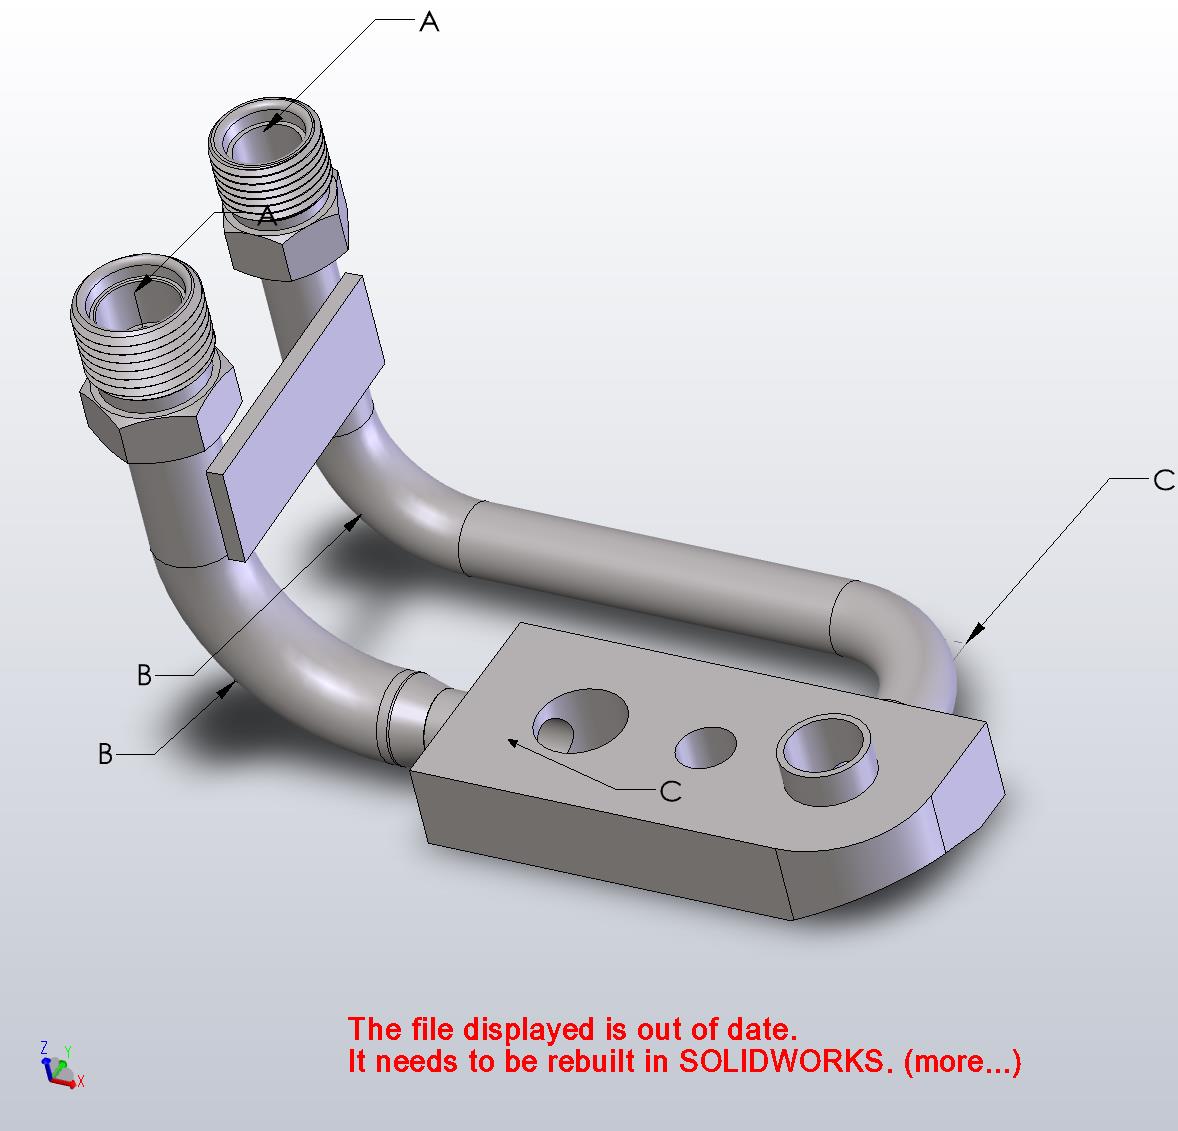 A
A
C
B
B
C
The file displayed is out of date.
It needs to be rebuilt in SOLIDWORKS. (more...)
Z
Y
X